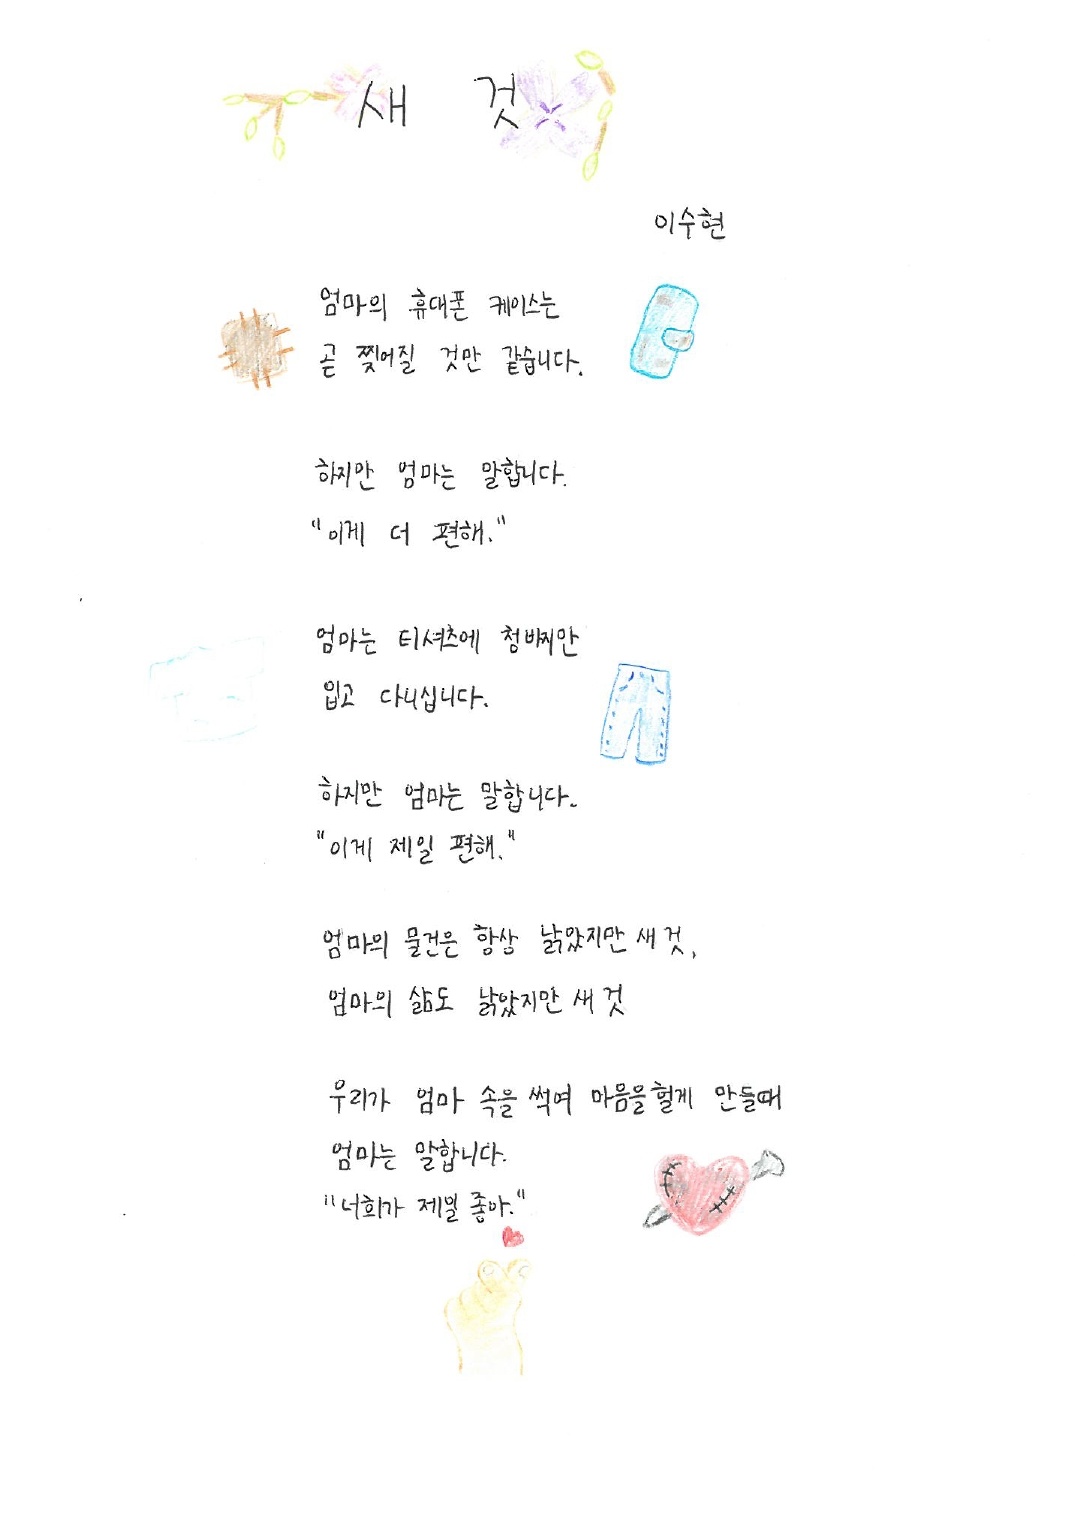 새 것
이수현
엄마의 휴대폰 케이스는
곧 찢어질 것만 같습니다.
하지만 엄마는 말합니다.
"이게 더 편해."
엄마는 티셔츠에 청바지만
입고 다니십니다.
하지만 엄마는 말합니다.
"이게 제일 편해."
엄마의 물건은 항상 낡았지만 새 것,
엄마의 삶도 낡았지만 새 것
우리가 엄마 속을 썩여 마음을 헐게 만들때
엄마는 말합니다.
"너희가 제일 좋아."